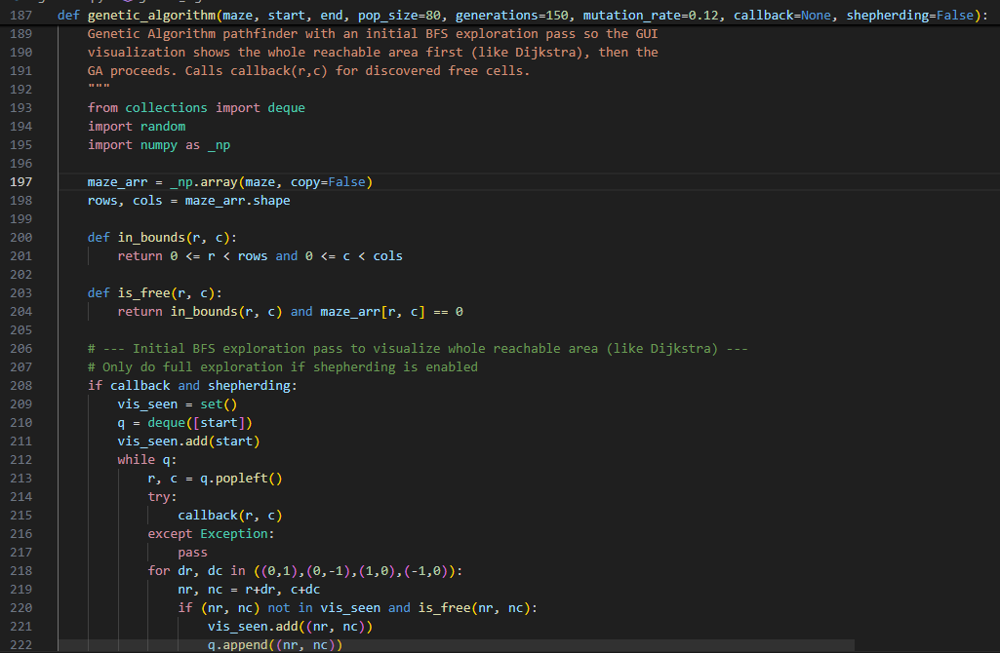 187 def genetic_algorithm(maze, start, end, pop_size=80, generations=150, mutation_rate=0.12, callback=None, shepherding=False):
189     Genetic Algorithm pathfinder with an initial BFS exploration pass so the GUI
190     visualization shows the whole reachable area first (like Dijkstra), then the
191     GA proceeds. Calls callback(r,c) for discovered free cells.
192     """
193     from collections import deque
194     import random
195     import numpy as _np
196
197     maze_arr = _np.array(maze, copy=False)
198     rows, cols = maze_arr.shape
199
200     def in_bounds(r, c):
201         return 0 <= r < rows and 0 <= c < cols
202
203     def is_free(r, c):
204         return in_bounds(r, c) and maze_arr[r, c] == 0
205
206     # --- Initial BFS exploration pass to visualize whole reachable area (like Dijkstra) ---
207     # Only do full exploration if shepherding is enabled
208     if callback and shepherding:
209         vis_seen = set()
210         q = deque([start])
211         vis_seen.add(start)
212         while q:
213             r, c = q.popleft()
214             try:
215                 callback(r, c)
216             except Exception:
217                 pass
218             for dr, dc in ((0,1),(0,-1),(1,0),(-1,0)):
219                 nr, nc = r+dr, c+dc
220                 if (nr, nc) not in vis_seen and is_free(nr, nc):
221                     vis_seen.add((nr, nc))
222                     q.append((nr, nc))